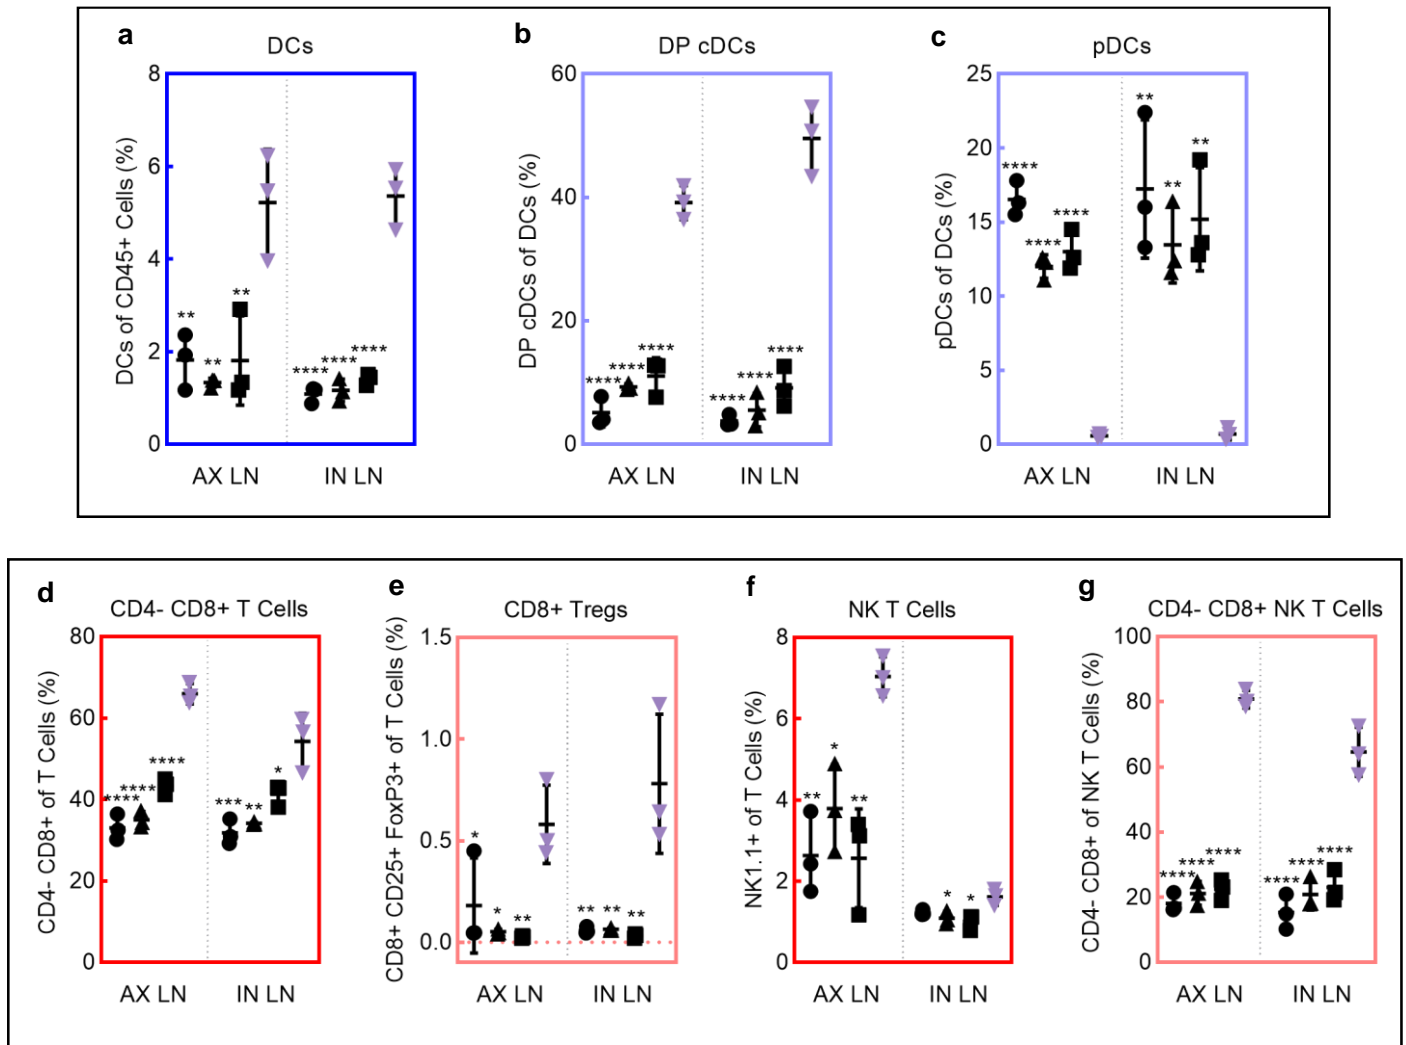 a
DCs
DCs of CD45+ Cells (%)
8
6
4
2
0
**
**
**
****
****
****
AX LN
IN LN
b
DP cDCs
DP cDCs of DCs (%)
60
40
20
0
****
****
****
****
****
****
AX LN
IN LN
c
pDCs
pDCs of DCs (%)
25
20
15
10
5
0
****
****
****
**
**
**
AX LN
IN LN
d
CD4- CD8+ T Cells
CD4- CD8+ of T Cells (%)
80
60
40
20
0
****
****
****
***
**
*
AX LN
IN LN
e
CD8+ Tregs
CD8+ CD25+ FoxP3+ of T Cells (%)
1.5
1.0
0.5
0.0
*
*
**
**
**
**
AX LN
IN LN
f
NK T Cells
NK1.1+ of T Cells (%)
8
6
4
2
0
**
*
**
*
*
AX LN
IN LN
g
CD4- CD8+ NK T Cells
CD4- CD8+ of NK T Cells (%)
100
80
60
40
20
0
****
****
****
****
****
****
AX LN
IN LN